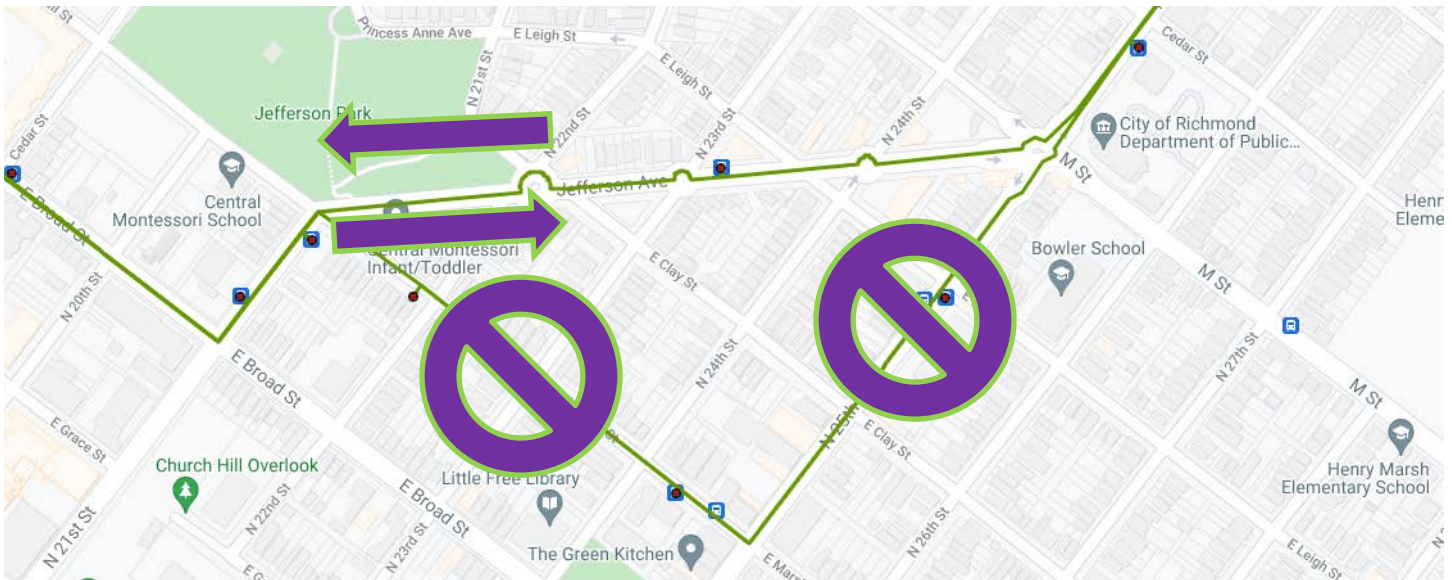 Princess Anne Ave
E Leigh St
Cedar St
N 21st St
E Leigh St
N 24th St
Jefferson Park
N 22nd St
N 23rd St
City of Richmond
Department of Public...
Cedar St
M St
Central
Montessori School
Jefferson Ave
Henr
Eleme
E Broad St
Central Montessori
Infant/Toddler
E Clay St
Bowler School
M St
N 20th St
N 24th St
N 27th St
E Broad St
M St
N 25th
E Clay St
E Grace St
Church Hill Overlook
Little Free Library
Henry Marsh
Elementary School
N 22nd St
E Broad St
N 21st St
N 23rd St
The Green Kitchen
N 26th St
E Leigh St